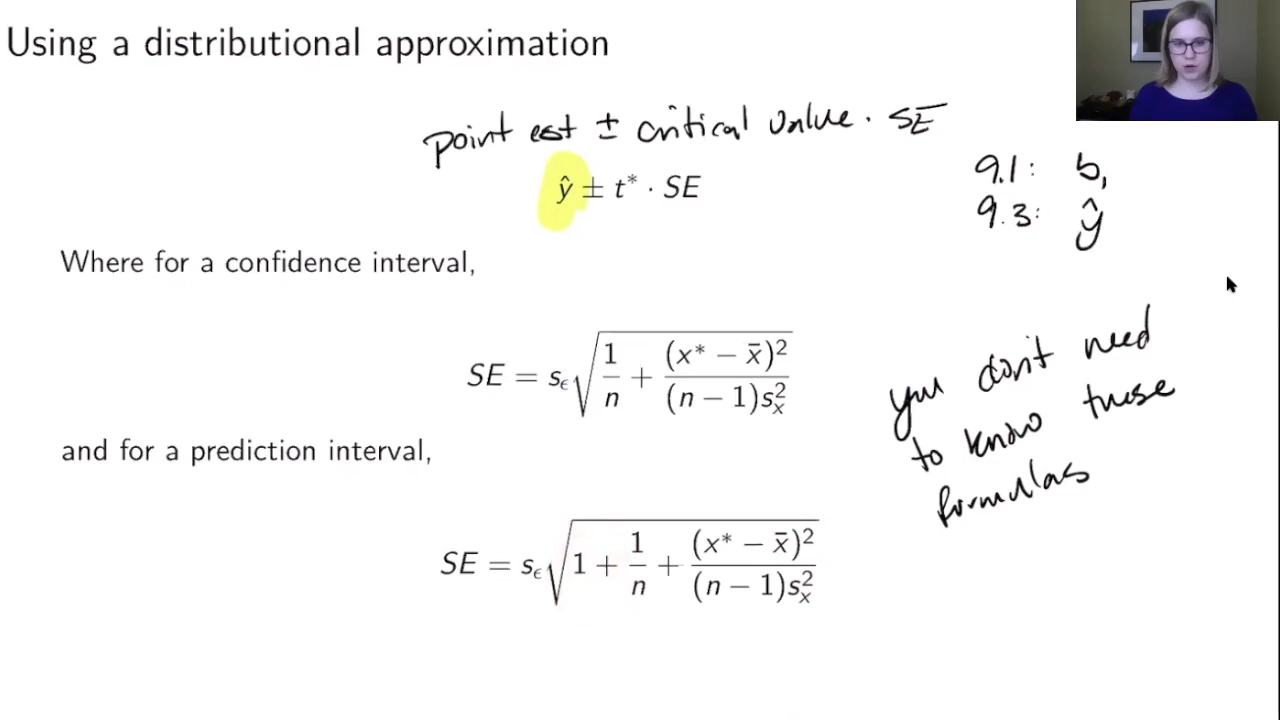 Using a distributional approximation
point est ± critical value · SE
ŷ ± t* · SE
9.1: b₁
9.3: ŷ
Where for a confidence interval,
SE = sϵ √(1/n + (x* − x̄)²/((n − 1)sₓ²))
you don't need
to know these
formulas
and for a prediction interval,
SE = sϵ √(1 + 1/n + (x* − x̄)²/((n − 1)sₓ²))